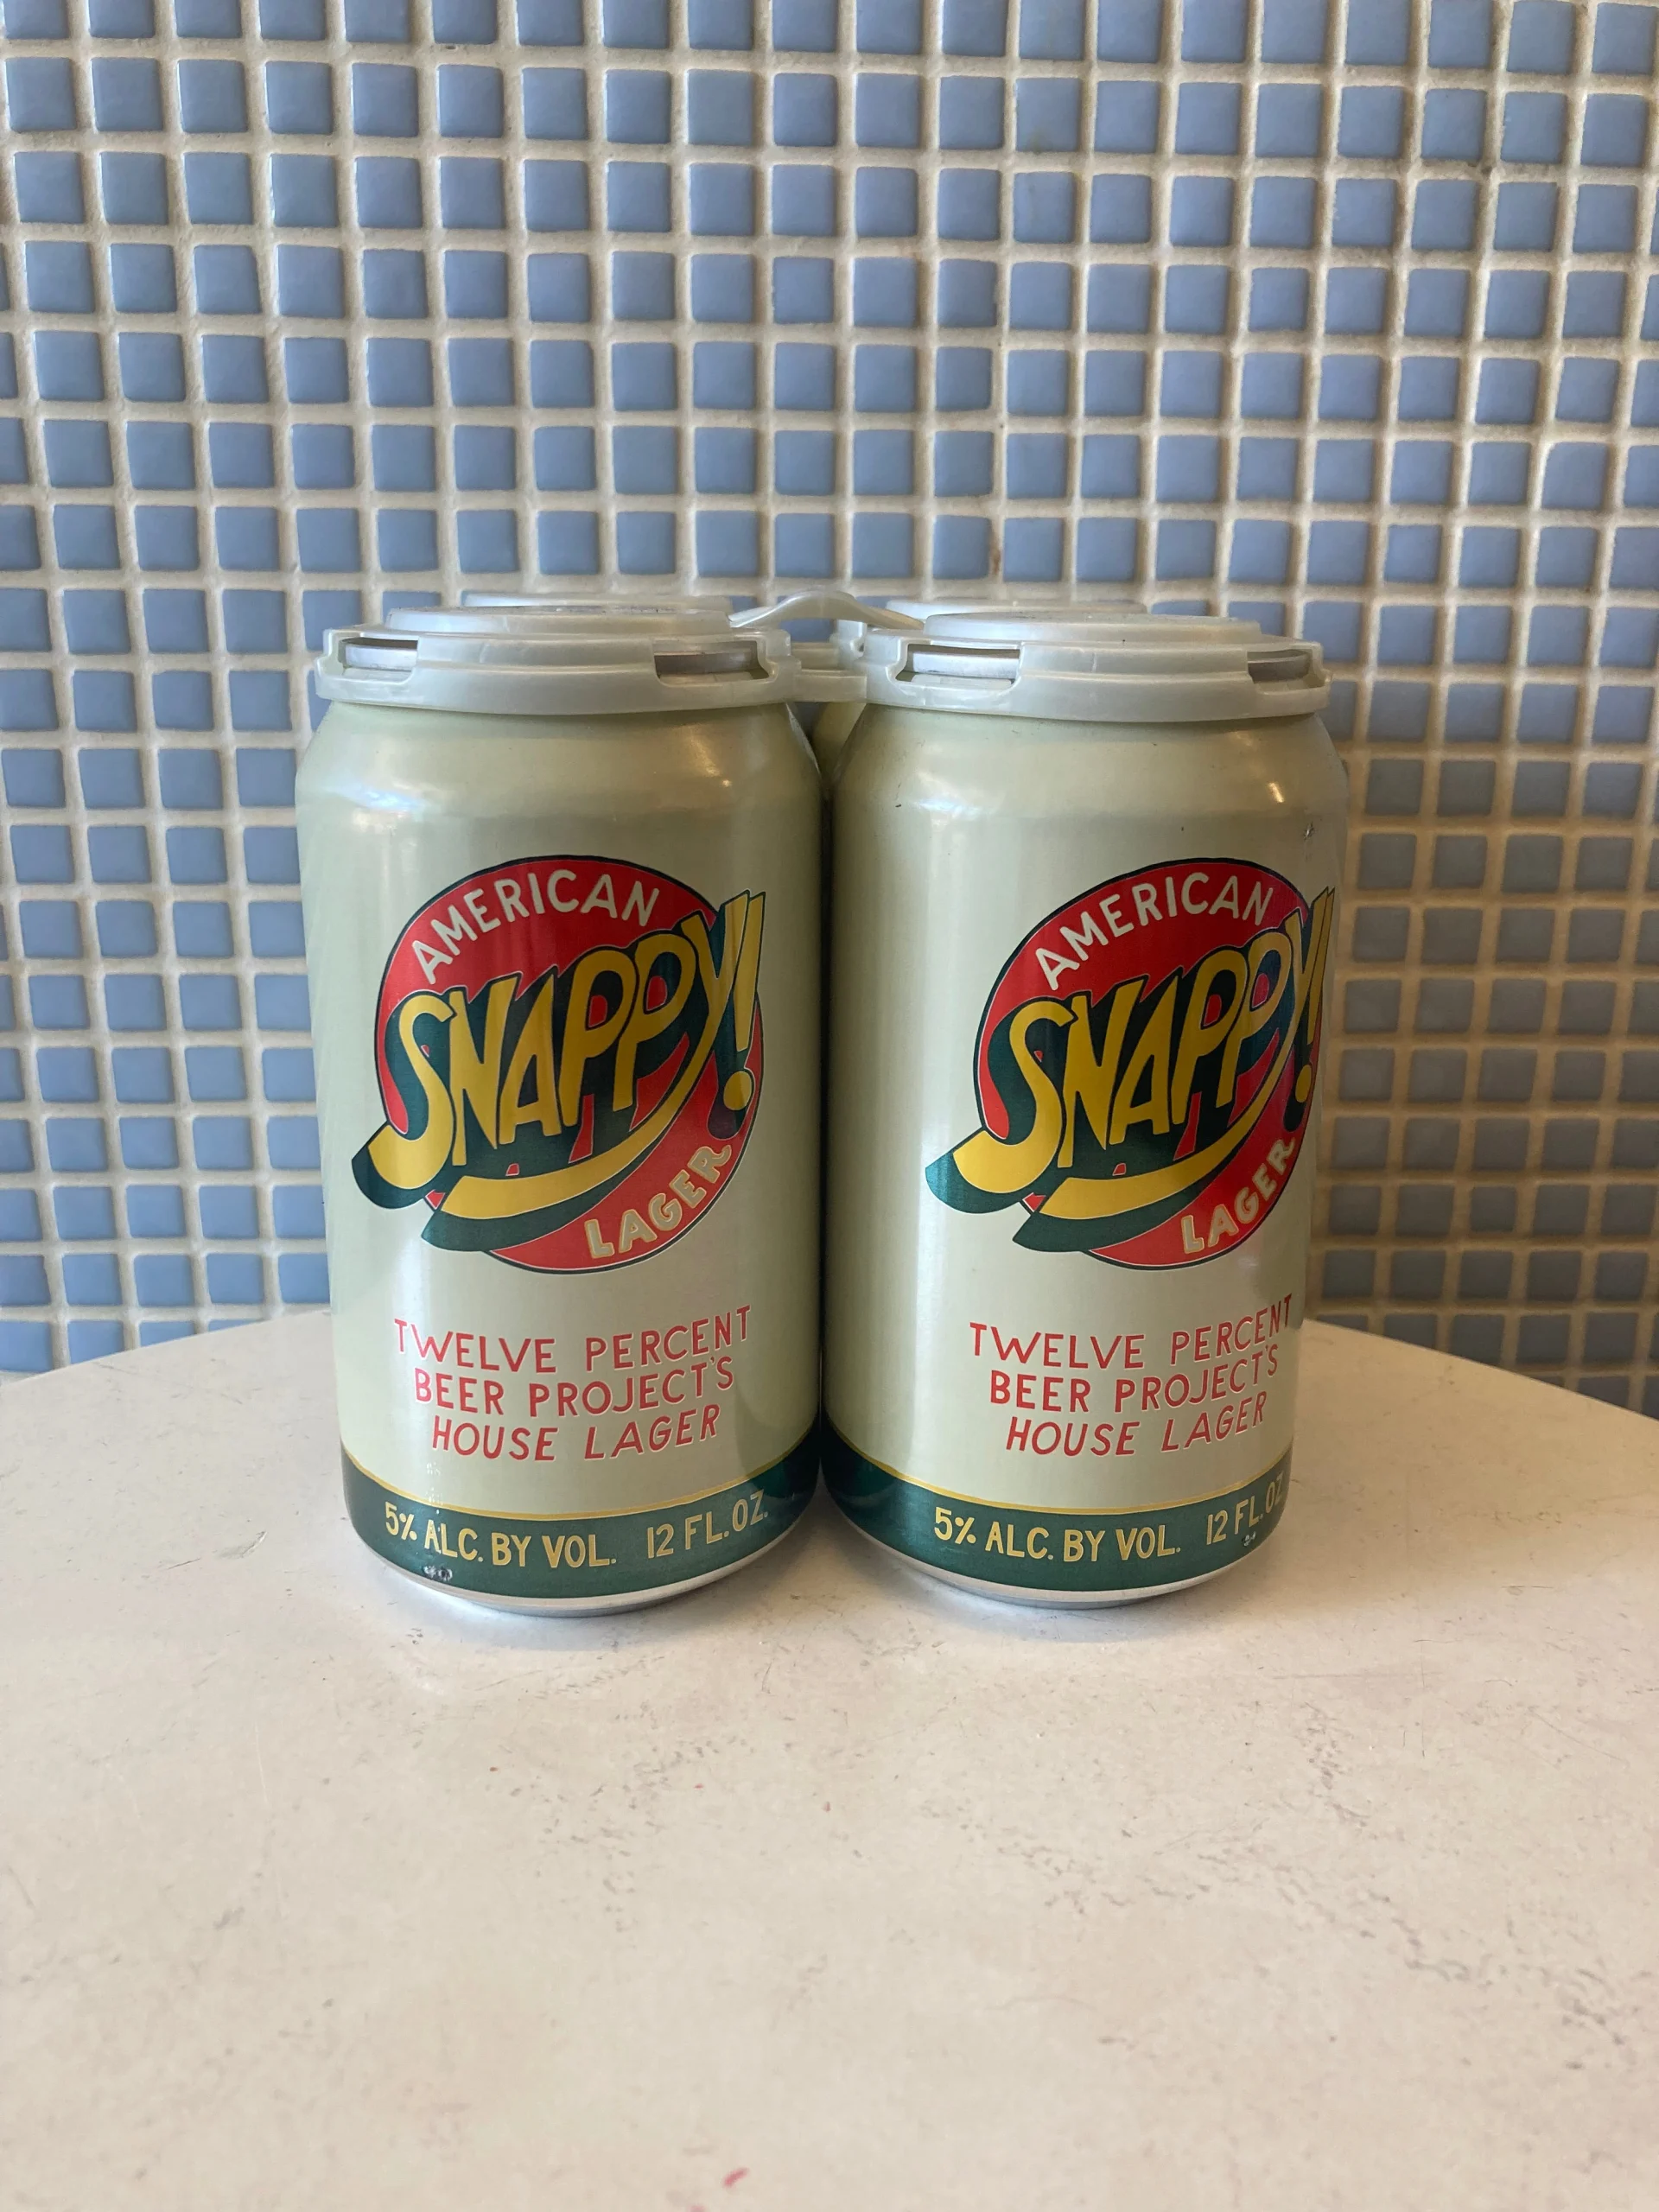 AMERICAN
SNAPPY!
LAGER
TWELVE PERCENT
BEER PROJECT'S
HOUSE LAGER
5% ALC. BY VOL. 12 FL. OZ.
AMERICAN
SNAPPY!
LAGER
TWELVE PERCENT
BEER PROJECT'S
HOUSE LAGER
5% ALC. BY VOL. 12 FL. OZ